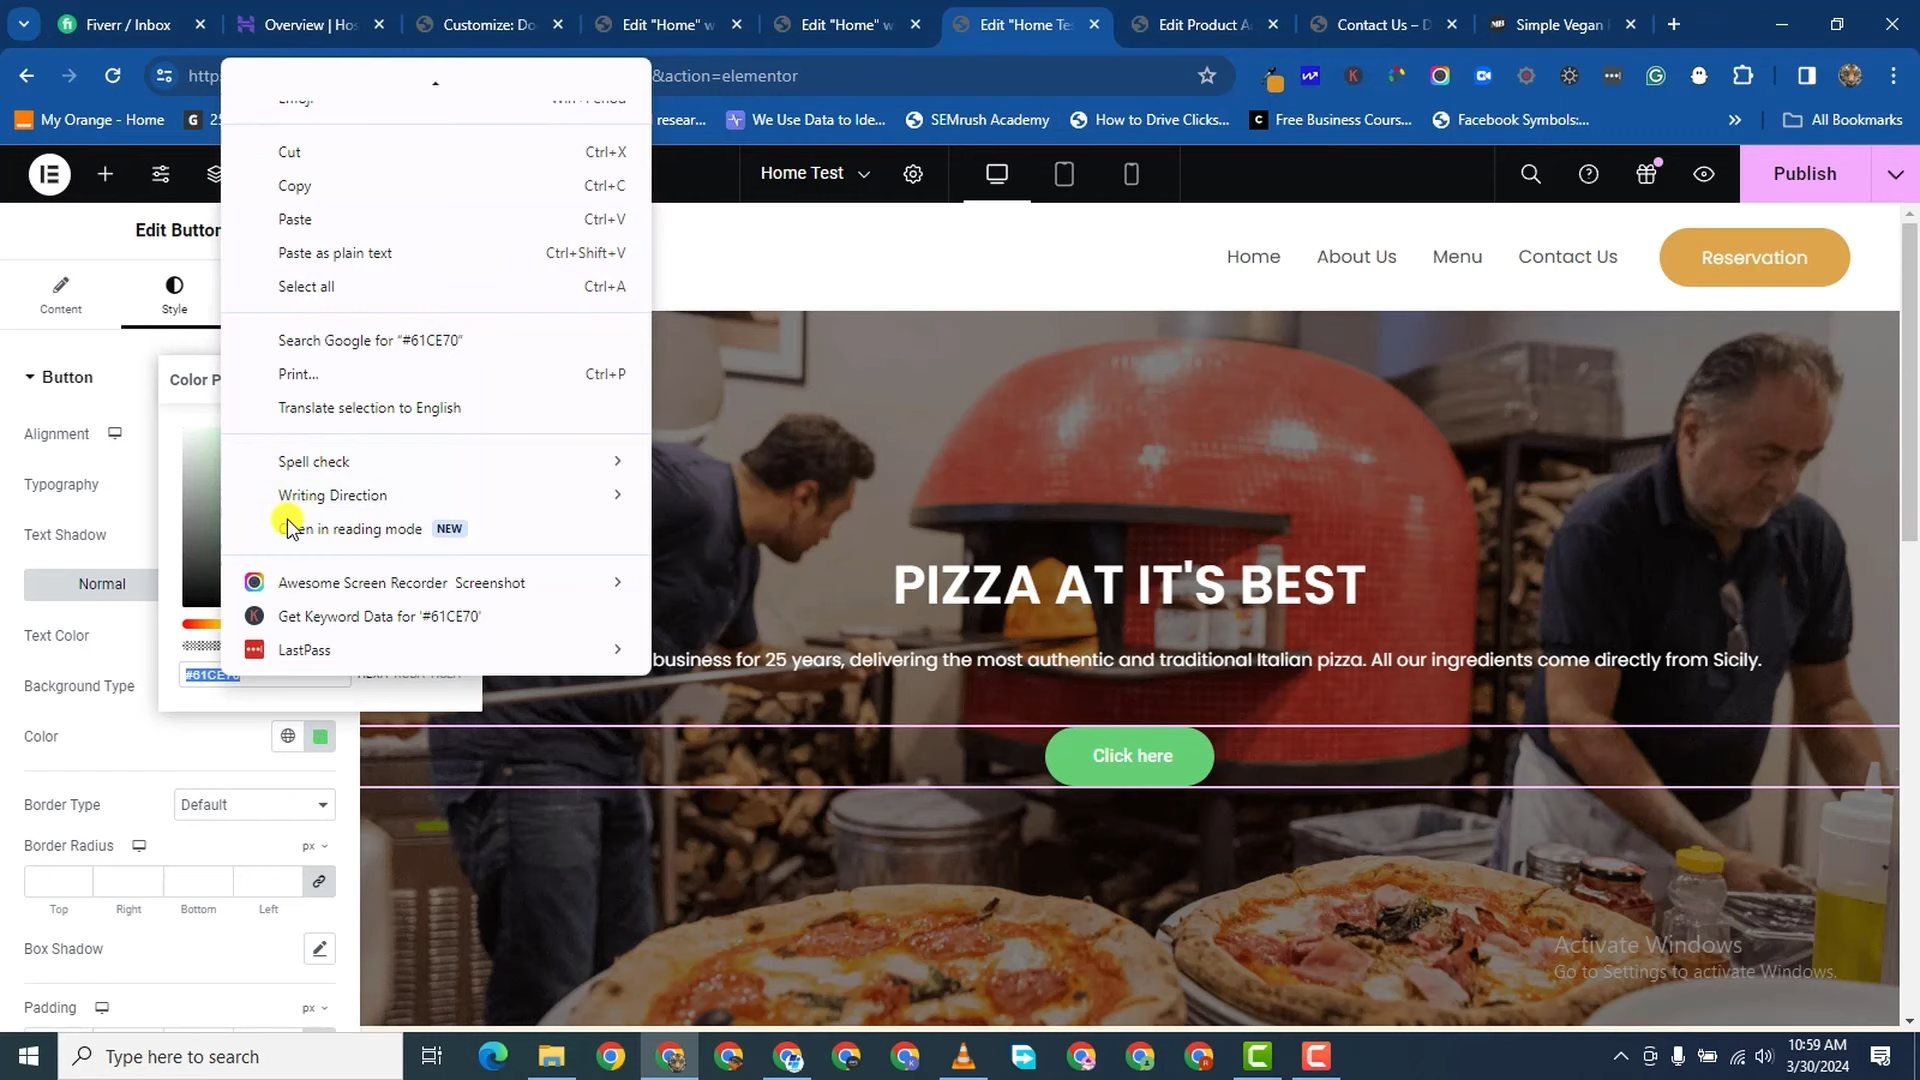 Fiverr / Inbox
Overview | Hos
Customize: Do
Edit "Home" w
Edit "Home" w
Edit "Home Tes
Edit Product A
Contact Us – D
Simple Vegan
https
&action=elementor
My Orange - Home
G 25
l resear...
We Use Data to Ide...
SEMrush Academy
How to Drive Clicks...
Free Business Cours...
Facebook Symbols:...
All Bookmarks
Home Test
Publish
Edit Button
Content
Style
Button
Color P
Alignment
Typography
Text Shadow
Normal
Text Color
#61CE70
Background Type
Color
Border Type
Default
Border Radius
px
Top
Right
Bottom
Left
Box Shadow
Padding
px
Emoji
Win+Period
Cut
Ctrl+X
Copy
Ctrl+C
Paste
Ctrl+V
Paste as plain text
Ctrl+Shift+V
Select all
Ctrl+A
Search Google for “#61CE70”
Print...
Ctrl+P
Translate selection to English
Spell check
Writing Direction
Open in reading mode NEW
Awesome Screen Recorder Screenshot
Get Keyword Data for '#61CE70'
LastPass
Home
About Us
Menu
Contact Us
Reservation
PIZZA AT IT'S BEST
business for 25 years, delivering the most authentic and traditional Italian pizza. All our ingredients come directly from Sicily.
Click here
Activate Windows
Go to Settings to activate Windows.
Type here to search
10:59 AM
3/30/2024